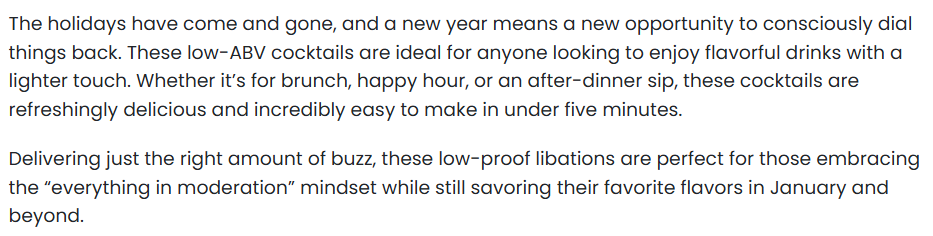 The holidays have come and gone, and a new year means a new opportunity to consciously dial
things back. These low-ABV cocktails are ideal for anyone looking to enjoy flavorful drinks with a
lighter touch. Whether it’s for brunch, happy hour, or an after-dinner sip, these cocktails are
refreshingly delicious and incredibly easy to make in under five minutes.
Delivering just the right amount of buzz, these low-proof libations are perfect for those embracing
the “everything in moderation” mindset while still savoring their favorite flavors in January and
beyond.